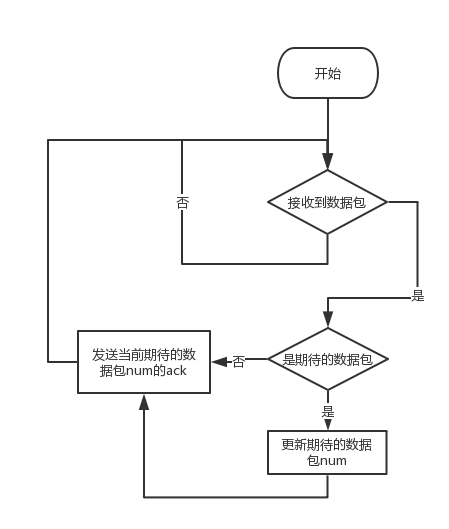 开始
接收到数据包
否
是
是期待的数据包
否
发送当前期待的数
据包num的ack
是
更新期待的数据
包num